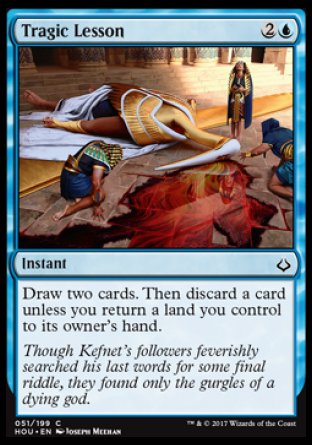 Tragic Lesson 2
Instant
Draw two cards. Then discard a card
unless you return a land you control
to its owner's hand.
Though Kefnet's followers feverishly
searched his last words for some final
riddle, they found only the gurgles of a
dying god.
051/199 C
HOU • EN Joseph Meehan
™ & © 2017 Wizards of the Coast